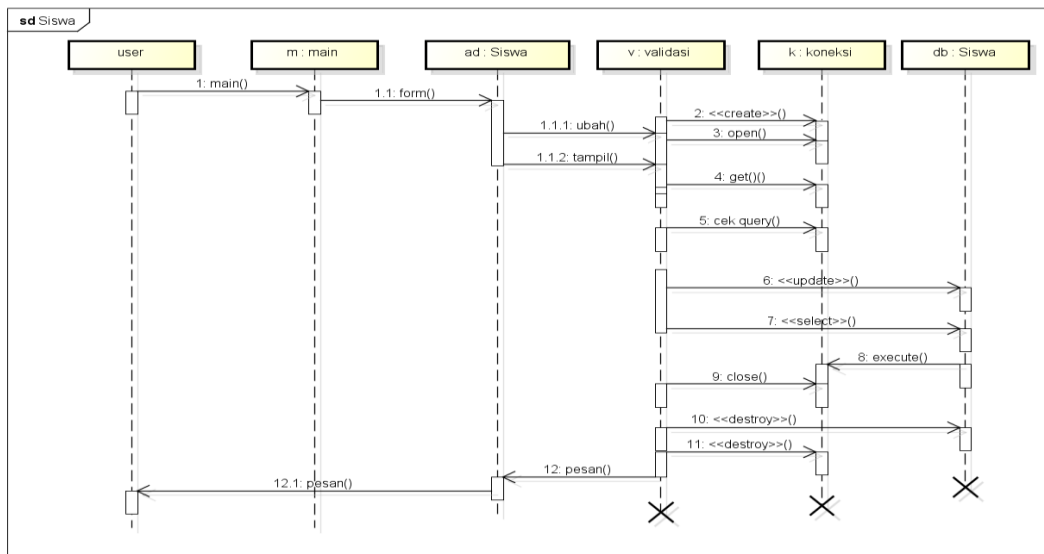 sd Siswa
user
m : main
ad : Siswa
v : validasi
k : koneksi
db : Siswa
1: main()
1.1: form()
1.1.1: ubah()
2: <<create>>()
3: open()
1.1.2: tampil()
4: get()()
5: cek query()
6: <<update>>()
7: <<select>>()
8: execute()
9: close()
10: <<destroy>>()
11: <<destroy>>()
12: pesan()
12.1: pesan()